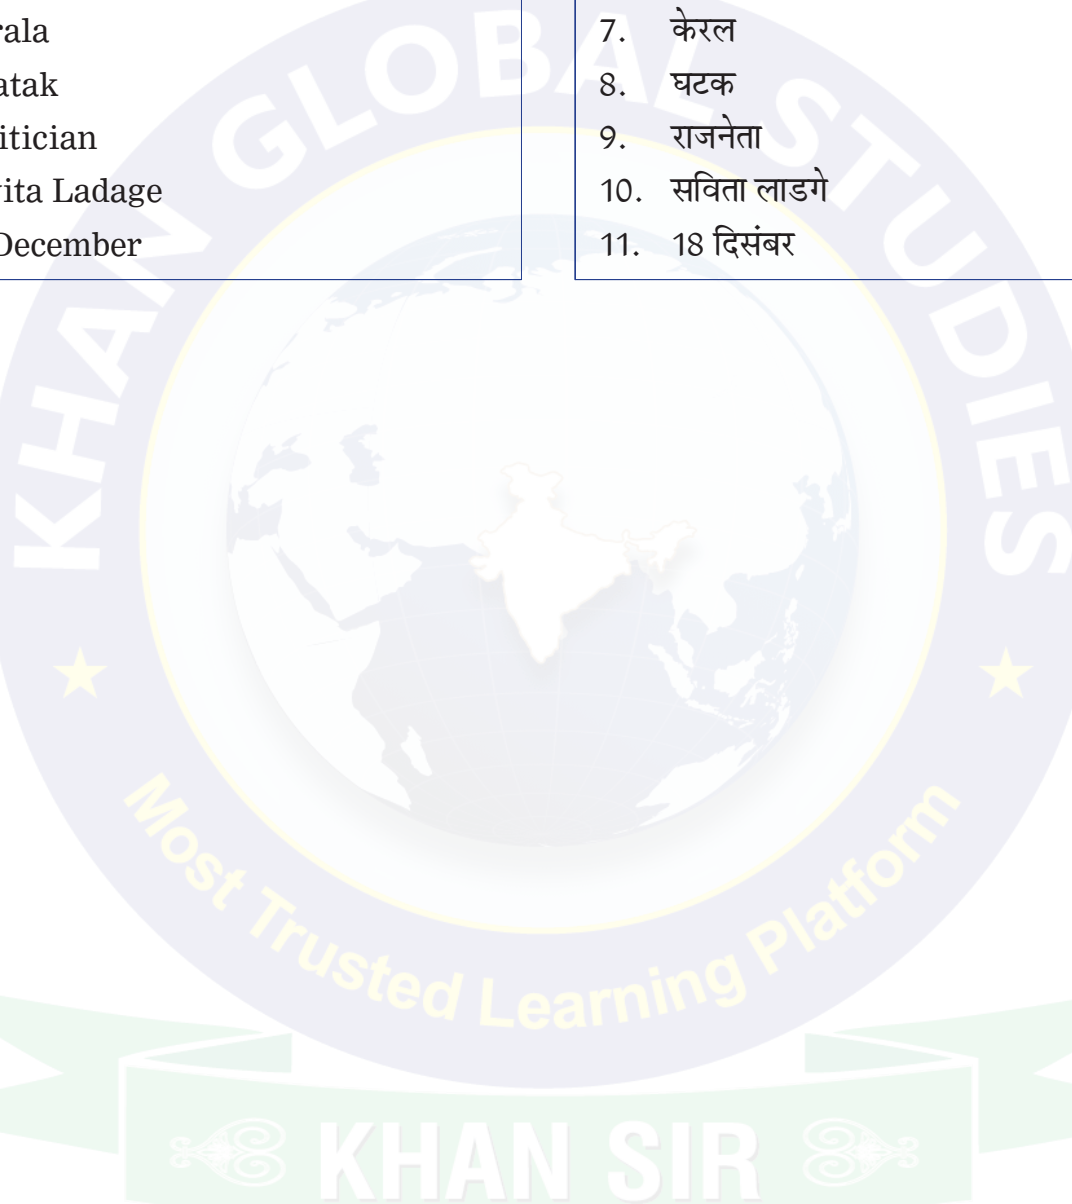 rala
atak
itician
vita Ladage
December
7. केरल
8. घटक
9. राजनेता
10. सविता लाडगे
11. 18 दिसंबर
KHAN GLOBAL STUDIES
Most Trusted Learning Platform
KHAN SIR